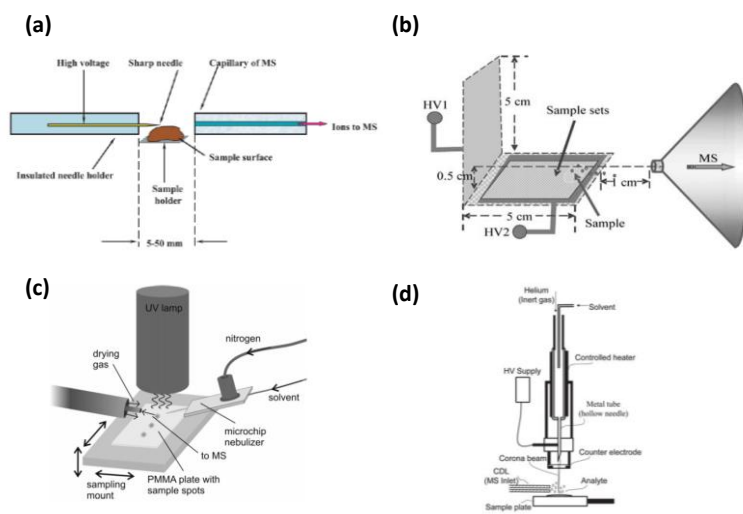 (a)
High voltage
Sharp needle
Capillary of MS
Ions to MS
Insulated needle holder
Sample surface
Sample
holder
5-50 mm
(b)
HV1
5 cm
Sample sets
MS
0.5 cm
cm
5 cm
Sample
HV2
(c)
UV lamp
nitrogen
drying
gas
solvent
microchip
nebulizer
to MS
PMMA plate with
sample spots
sampling
mount
(d)
Helium
(Inert gas)
Solvent
Controlled heater
HV Supply
Metal tube
(hollow needle)
Counter electrode
Corona beam
CDL
(MS Inlet)
Analyte
Sample plate